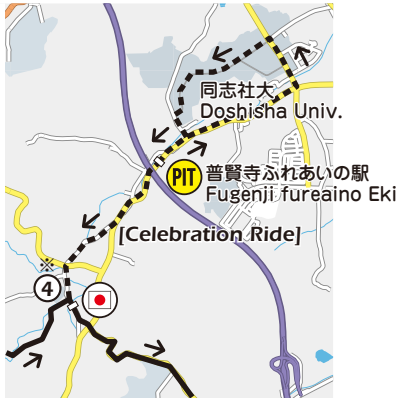 同志社大
Doshisha Univ.
PIT
普賢寺ふれあいの駅
Fugenji fureaino Eki
[Celebration Ride]
※
4